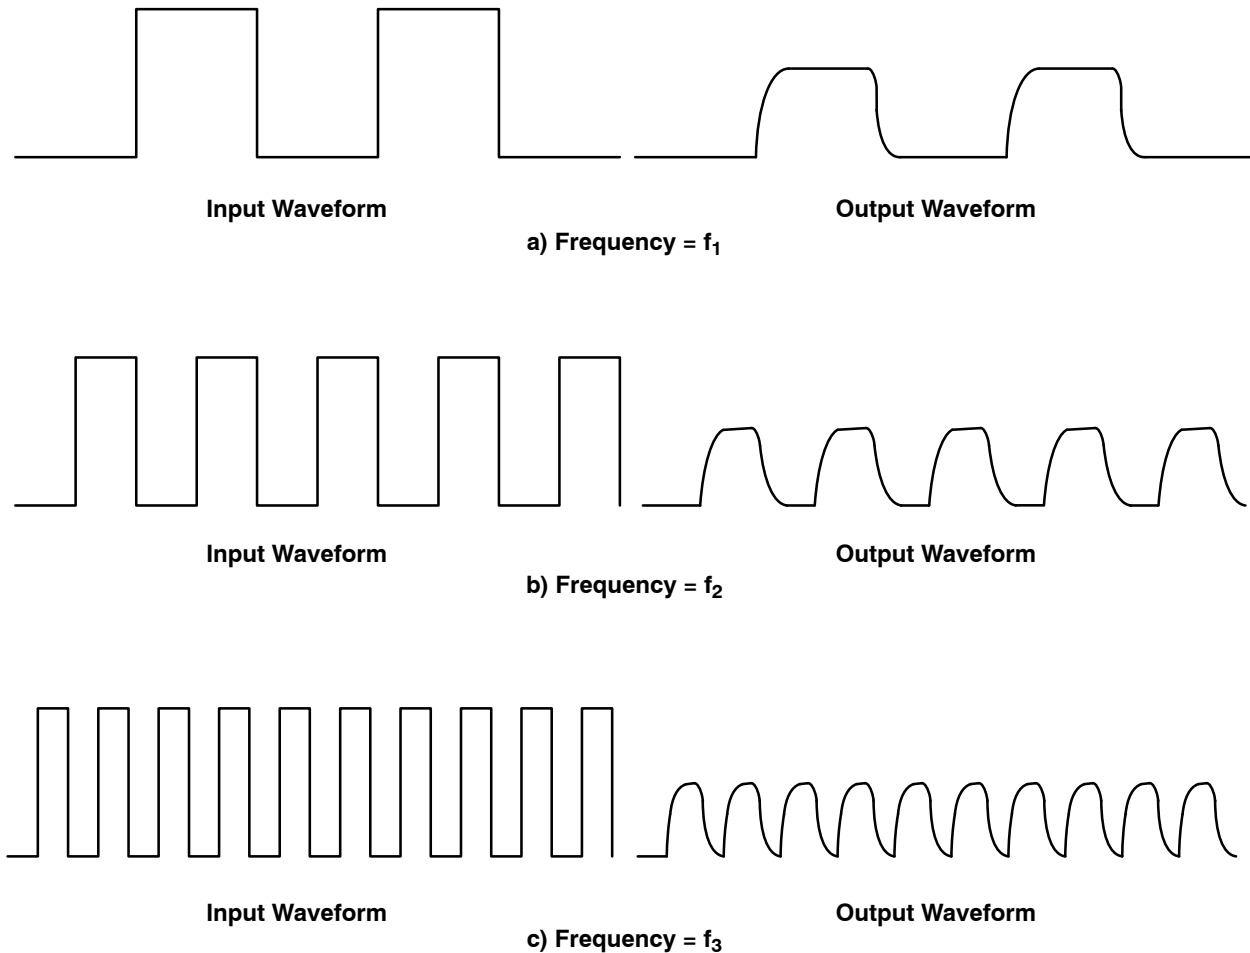 Input Waveform
Output Waveform
a) Frequency = f1
Input Waveform
Output Waveform
b) Frequency = f2
Input Waveform
Output Waveform
c) Frequency = f3